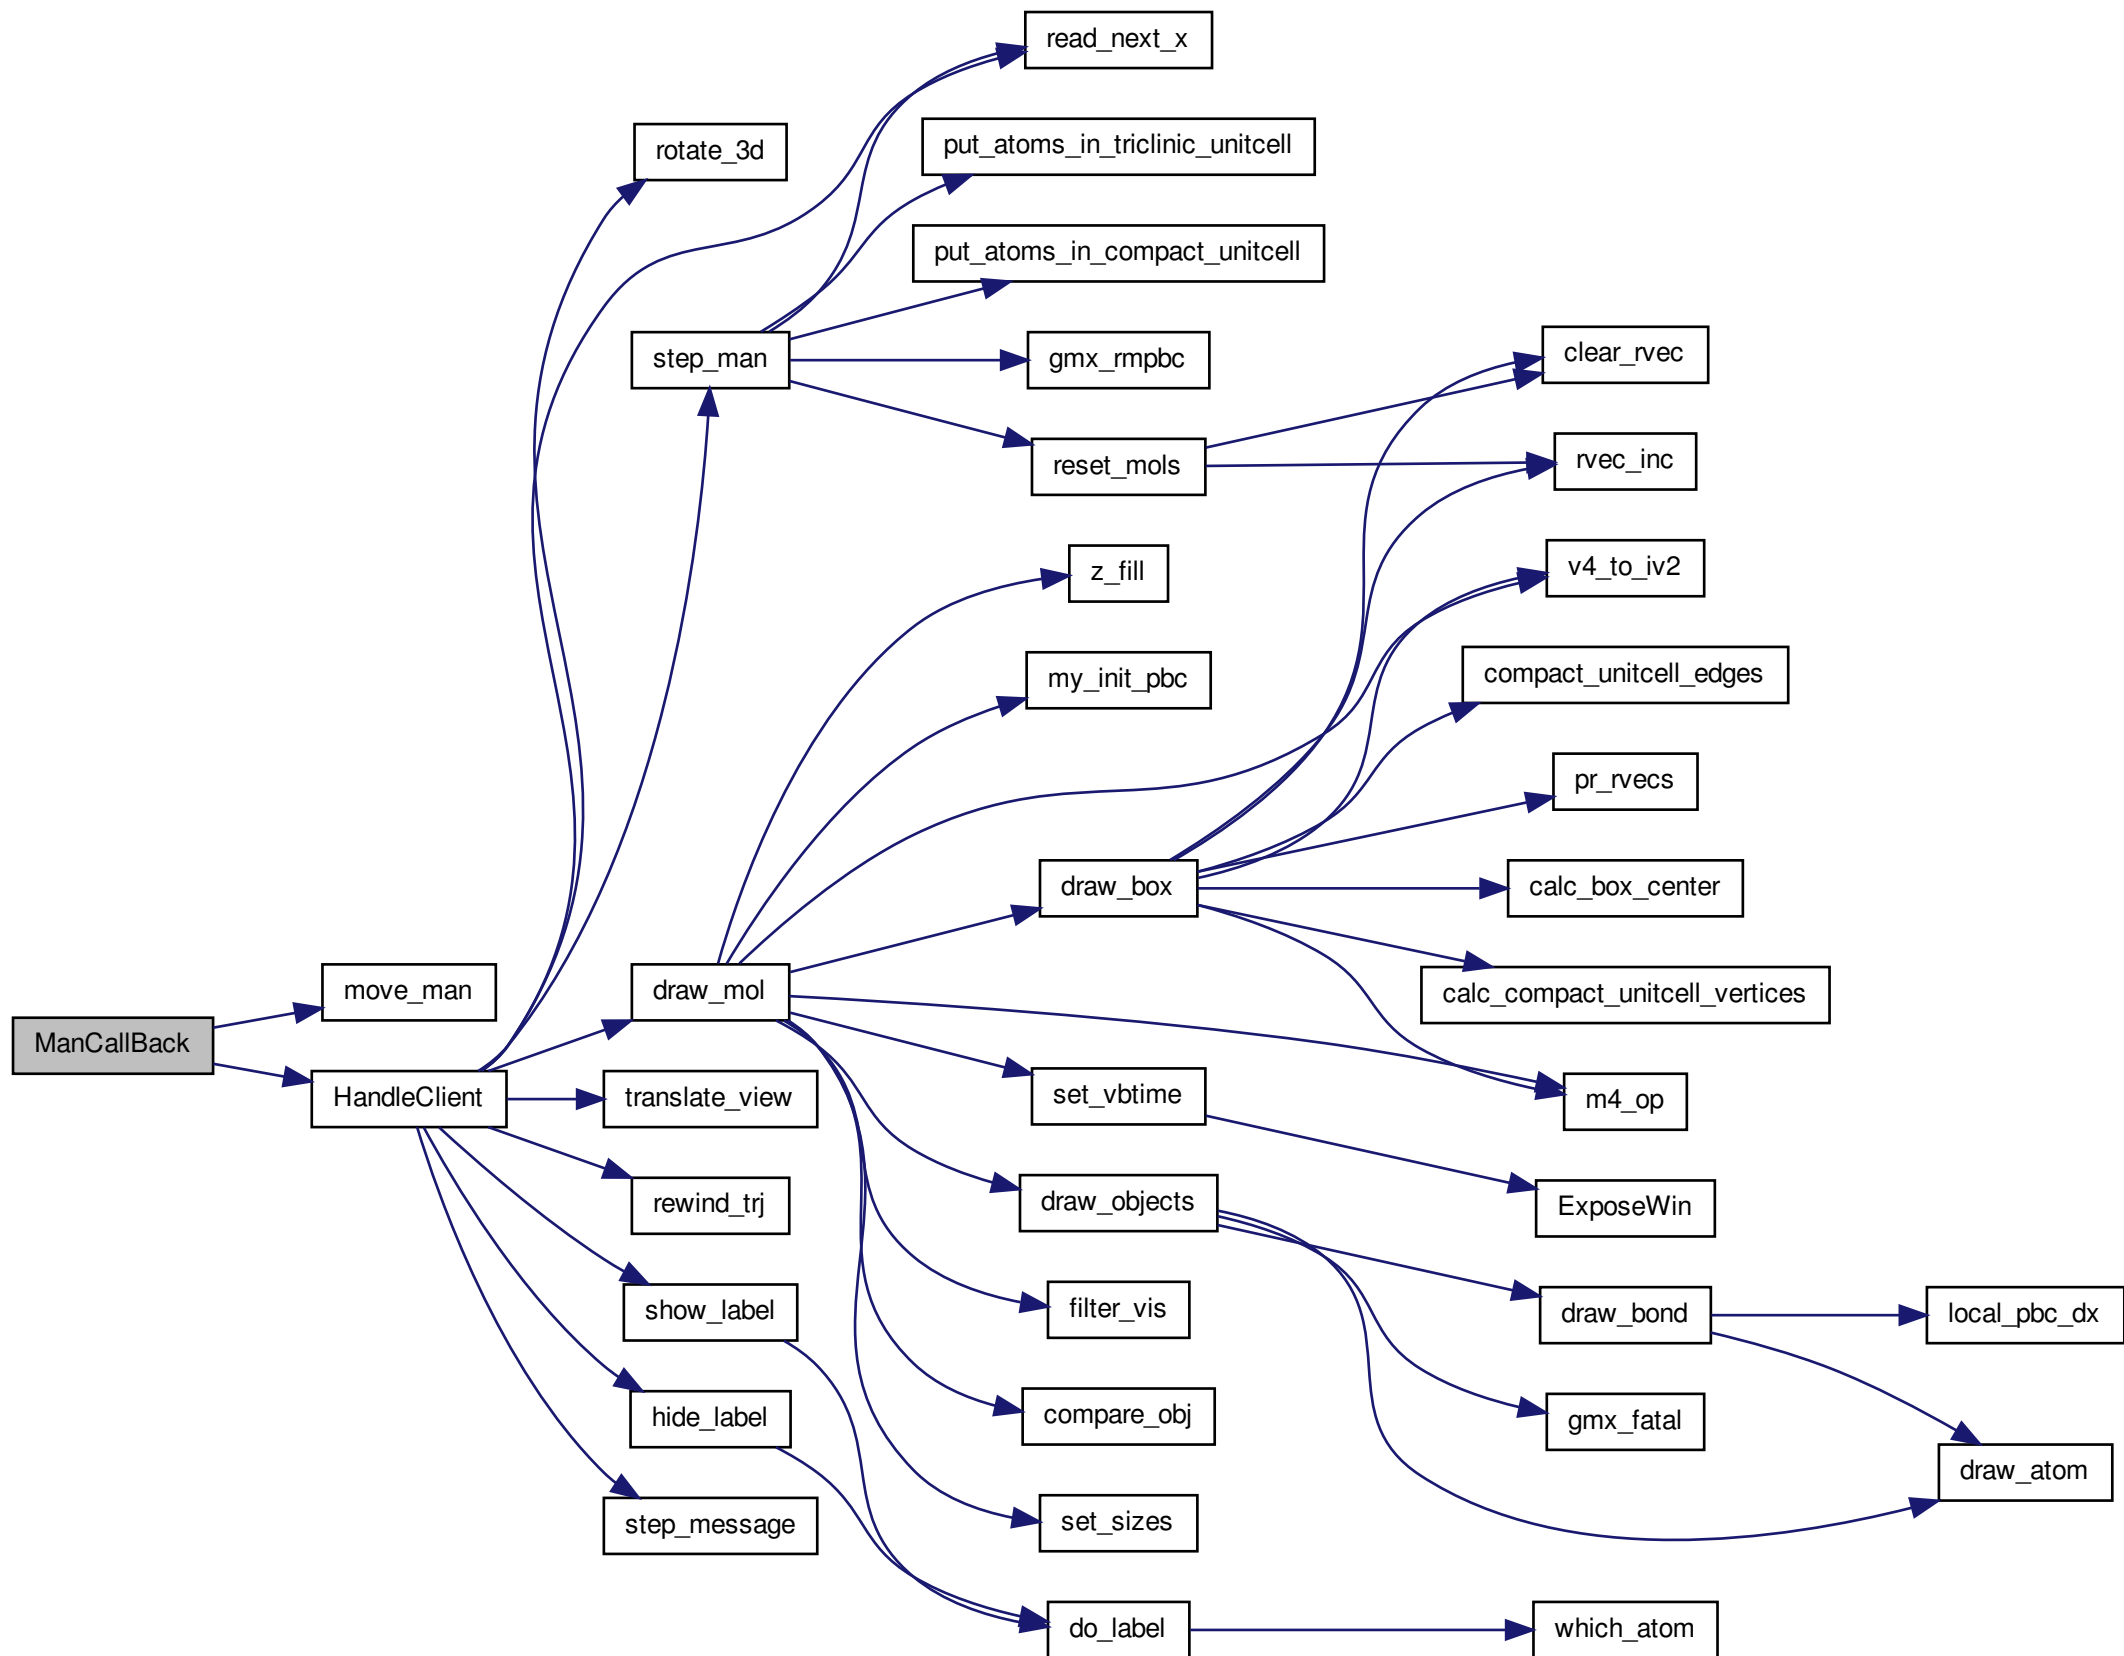 read_next_x
rotate_3d
put_atoms_in_triclinic_unitcell
put_atoms_in_compact_unitcell
step_man
gmx_rmpbc
clear_rvec
reset_mols
rvec_inc
z_fill
v4_to_iv2
my_init_pbc
compact_unitcell_edges
pr_rvecs
draw_box
calc_box_center
move_man
draw_mol
calc_compact_unitcell_vertices
ManCallBack
HandleClient
translate_view
set_vbtime
m4_op
rewind_trj
draw_objects
ExposeWin
show_label
filter_vis
draw_bond
local_pbc_dx
hide_label
compare_obj
gmx_fatal
draw_atom
step_message
set_sizes
do_label
which_atom